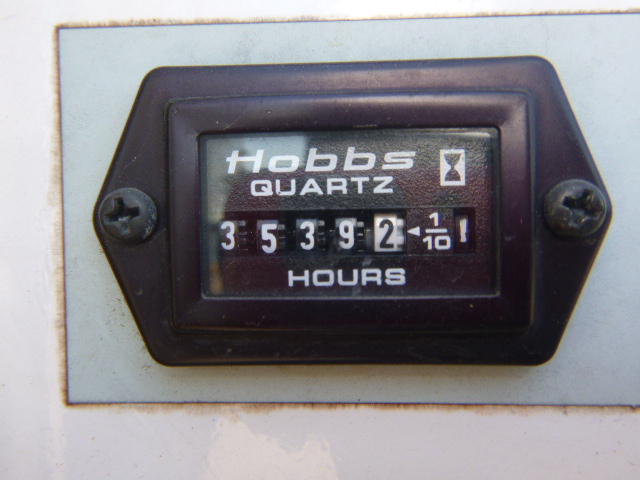 Hobbs
QUARTZ
3 5 3 9 2 ◄ 1/10
HOURS